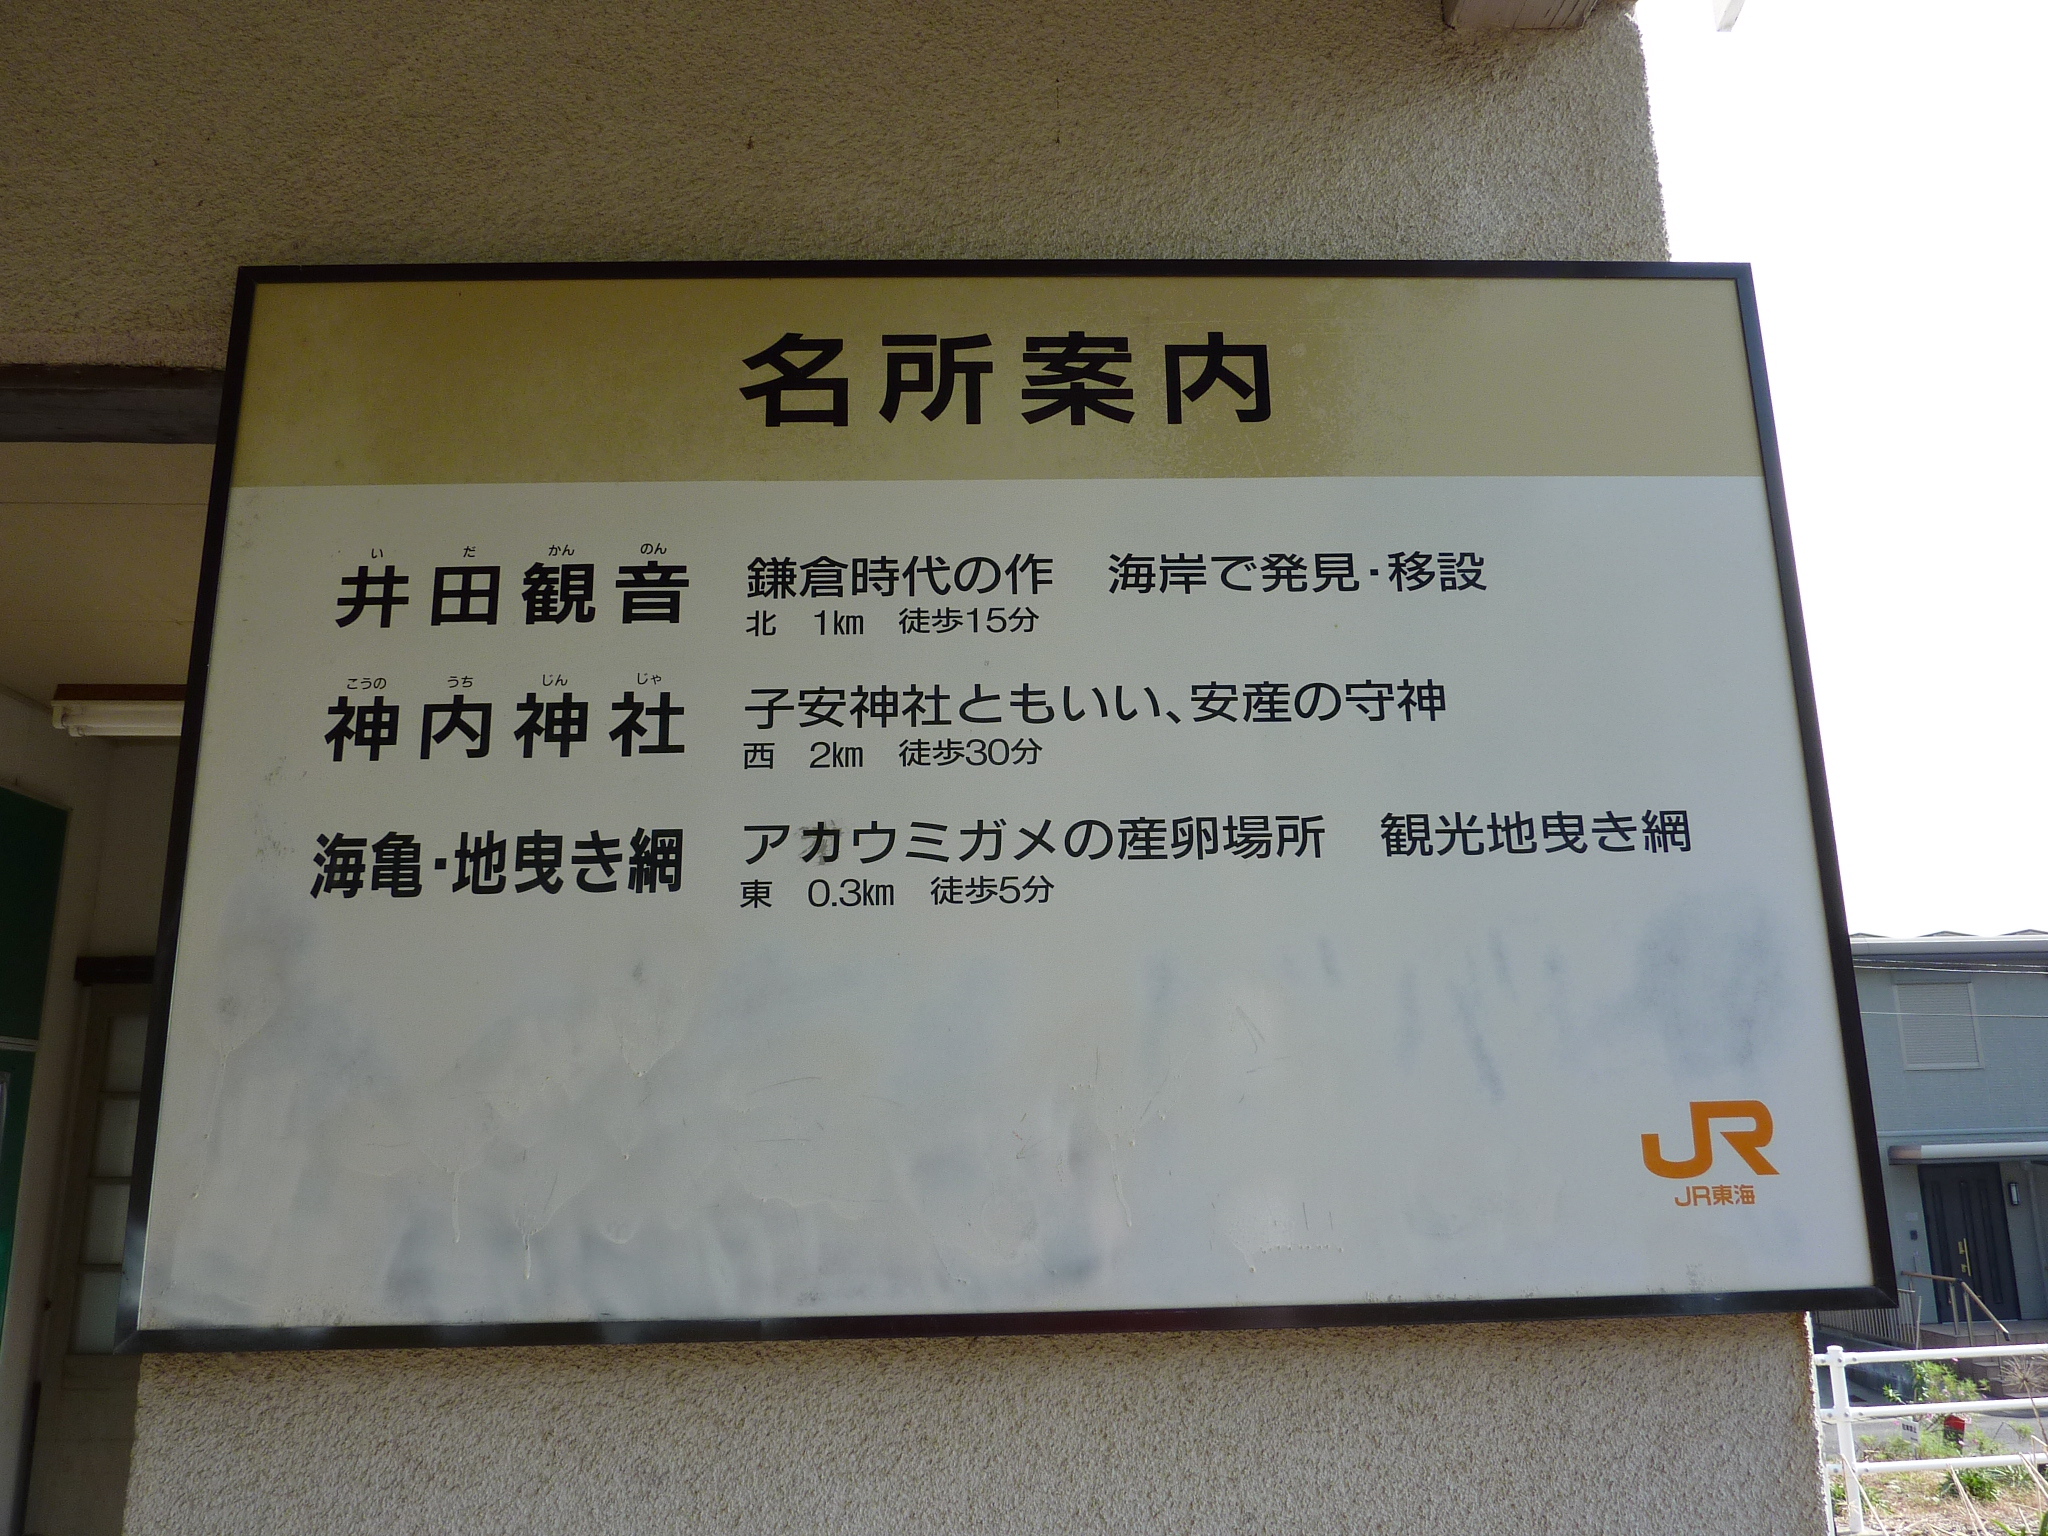 名所案内
い だ かん のん
井田観音 鎌倉時代の作 海岸で発見・移設
北 1㎞ 徒歩15分
こうの うち じん じゃ
神内神社 子安神社ともいい、安産の守神
西 2㎞ 徒歩30分
海亀・地曳き網 アカウミガメの産卵場所 観光地曳き網
東 0.3㎞ 徒歩5分
JR
JR東海